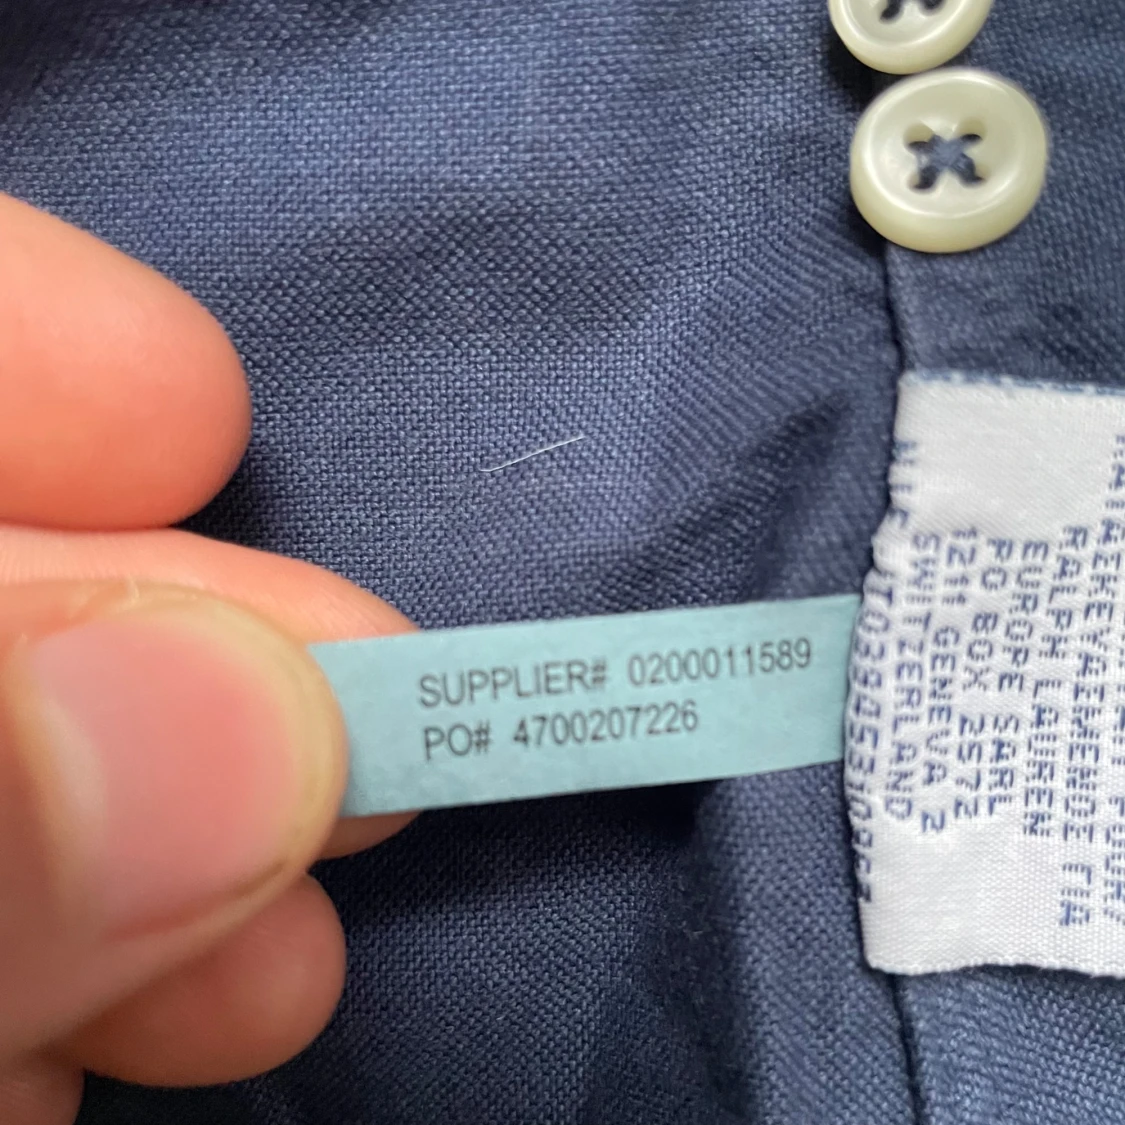 SUPPLIER# 0200011589
PO# 4700207226
RALPH LAUREN
EUROPE SARL
PO BOX 2572
1211 GENEVA 2
SWITZERLAND